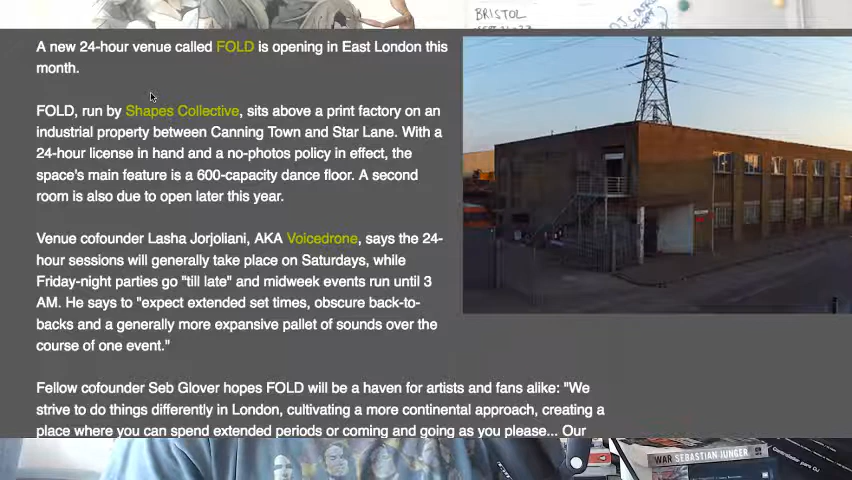 BRISTOL
A new 24-hour venue called FOLD is opening in East London this
month.
FOLD, run by Shapes Collective, sits above a print factory on an
industrial property between Canning Town and Star Lane. With a
24-hour license in hand and a no-photos policy in effect, the
space's main feature is a 600-capacity dance floor. A second
room is also due to open later this year.
Venue cofounder Lasha Jorjoliani, AKA Voicedrone, says the 24-
hour sessions will generally take place on Saturdays, while
Friday-night parties go "till late" and midweek events run until 3
AM. He says to "expect extended set times, obscure back-to-
backs and a generally more expansive pallet of sounds over the
course of one event."
Fellow cofounder Seb Glover hopes FOLD will be a haven for artists and fans alike: "We
strive to do things differently in London, cultivating a more continental approach, creating a
place where you can spend extended periods or coming and going as you please... Our
WAR SEBASTIAN JUNGER